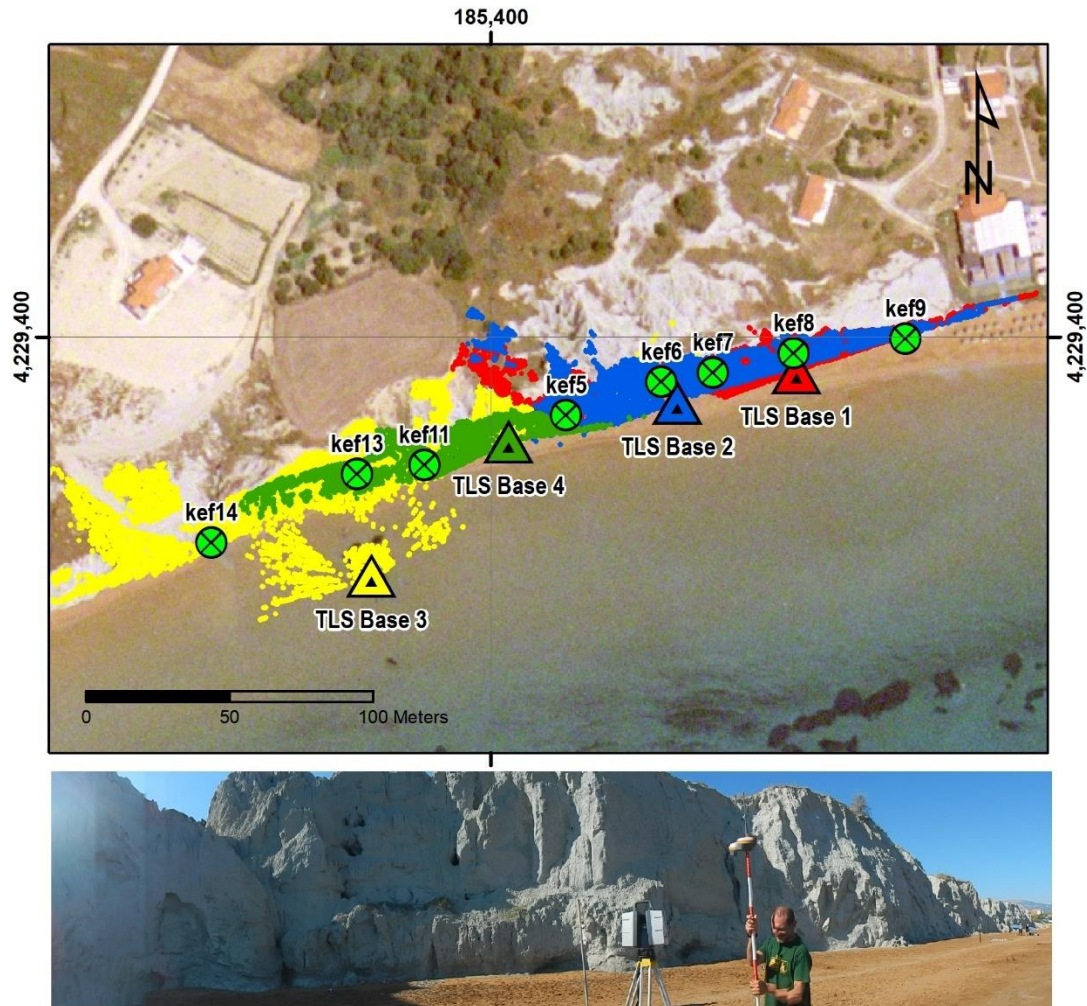 185,400
4,229,400
4,229,400
N
kef9
kef8
kef7
kef6
kef5
TLS Base 1
TLS Base 2
kef11
kef13
TLS Base 4
kef14
TLS Base 3
0 50 100 Meters